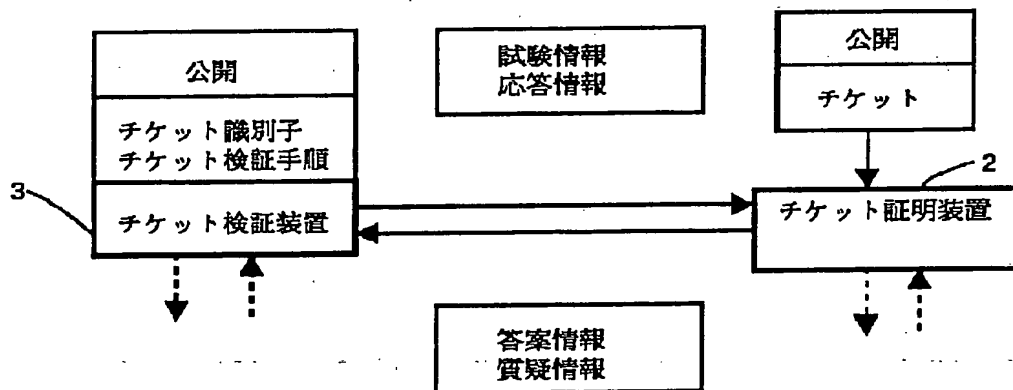 公開
チケット識別子
チケット検証手順
3
チケット検証装置
試験情報
応答情報
公開
チケット
2
チケット証明装置
答案情報
質疑情報